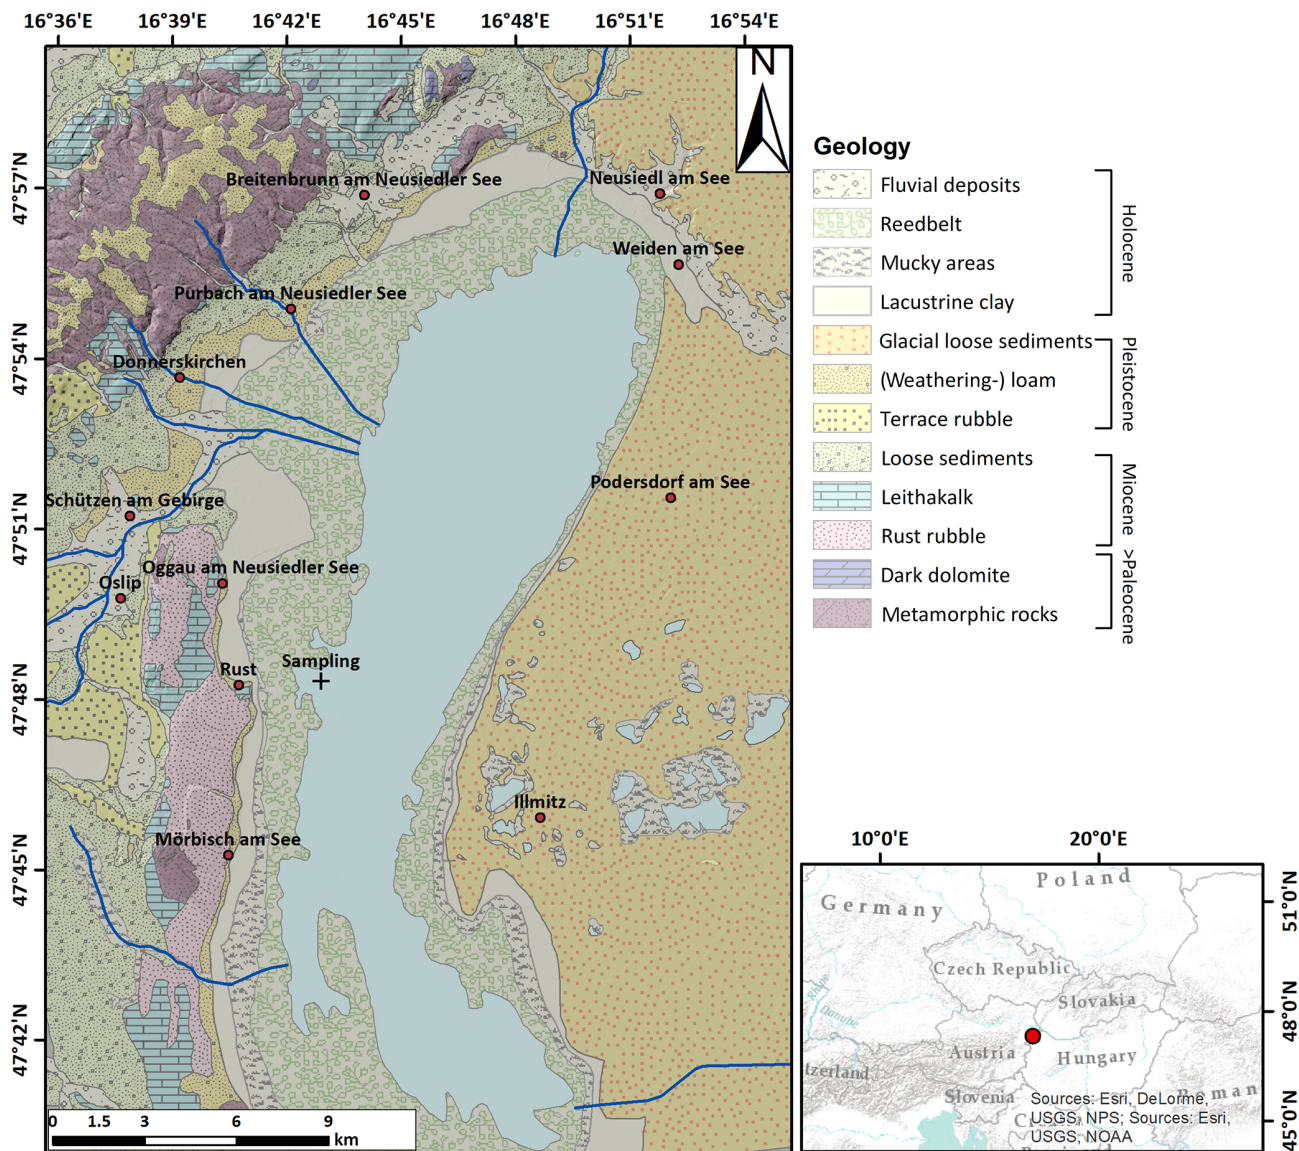 16°36'E 16°39'E 16°42'E 16°45'E 16°48'E 16°51'E 16°54'E
N
47°57'N
47°54'N
47°51'N
47°48'N
47°45'N
47°42'N
Breitenbrunn am Neusiedler See
Neusiedl am See
Weiden am See
Purbach am Neusiedler See
Donnerskirchen
Podersdorf am See
Schützen am Gebirge
Oggau am Neusiedler See
Oslip
Sampling
Rust
Illmitz
Mörbisch am See
0 1.5 3 6 9
km
Geology
Fluvial deposits
Reedbelt
Mucky areas
Lacustrine clay
Glacial loose sediments
(Weathering-) loam
Terrace rubble
Loose sediments
Leithakalk
Rust rubble
Dark dolomite
Metamorphic rocks
Holocene
Pleistocene
Miocene
>Paleocene
10°0'E 20°0'E
51°0'N
48°0'N
45°0'N
Poland
Germany
Czech Republic
Slovakia
Danube
Austria
Hungary
tzerland
Slovenia
Roman
Sources: Esri, DeLorme,
USGS, NPS; Sources: Esri,
USGS, NOAA